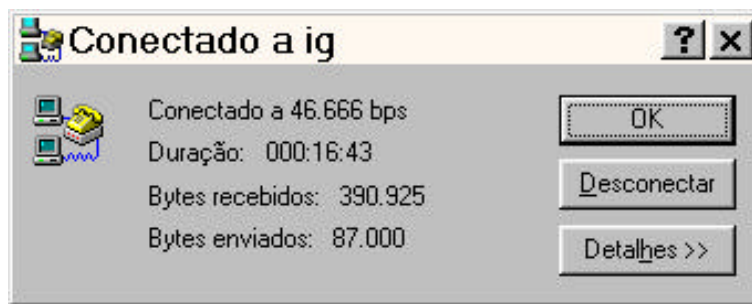 Conectado a ig
Conectado a 46.666 bps
Duração: 000:16:43
Bytes recebidos: 390.925
Bytes enviados: 87.000
OK
Desconectar
Detalhes >>